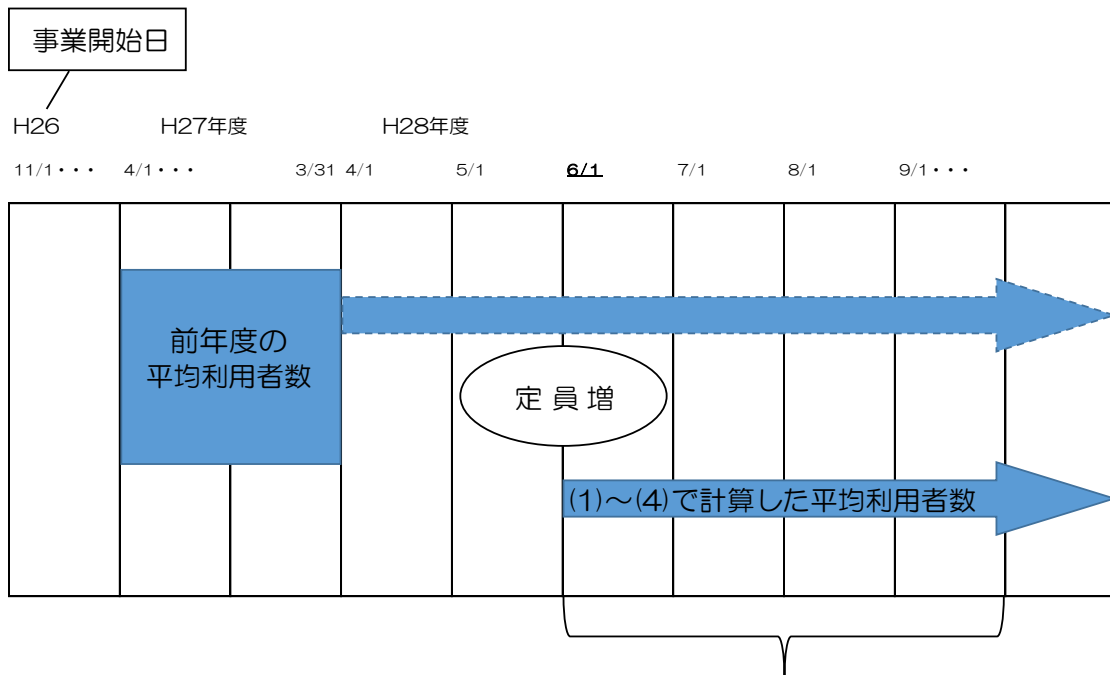 事業開始日
H26 H27年度 H28年度
11/1・・・ 4/1・・・ 3/31 4/1 5/1 6/1 7/1 8/1 9/1・・・
前年度の
平均利用者数
定 員 増
(1)～(4)で計算した平均利用者数